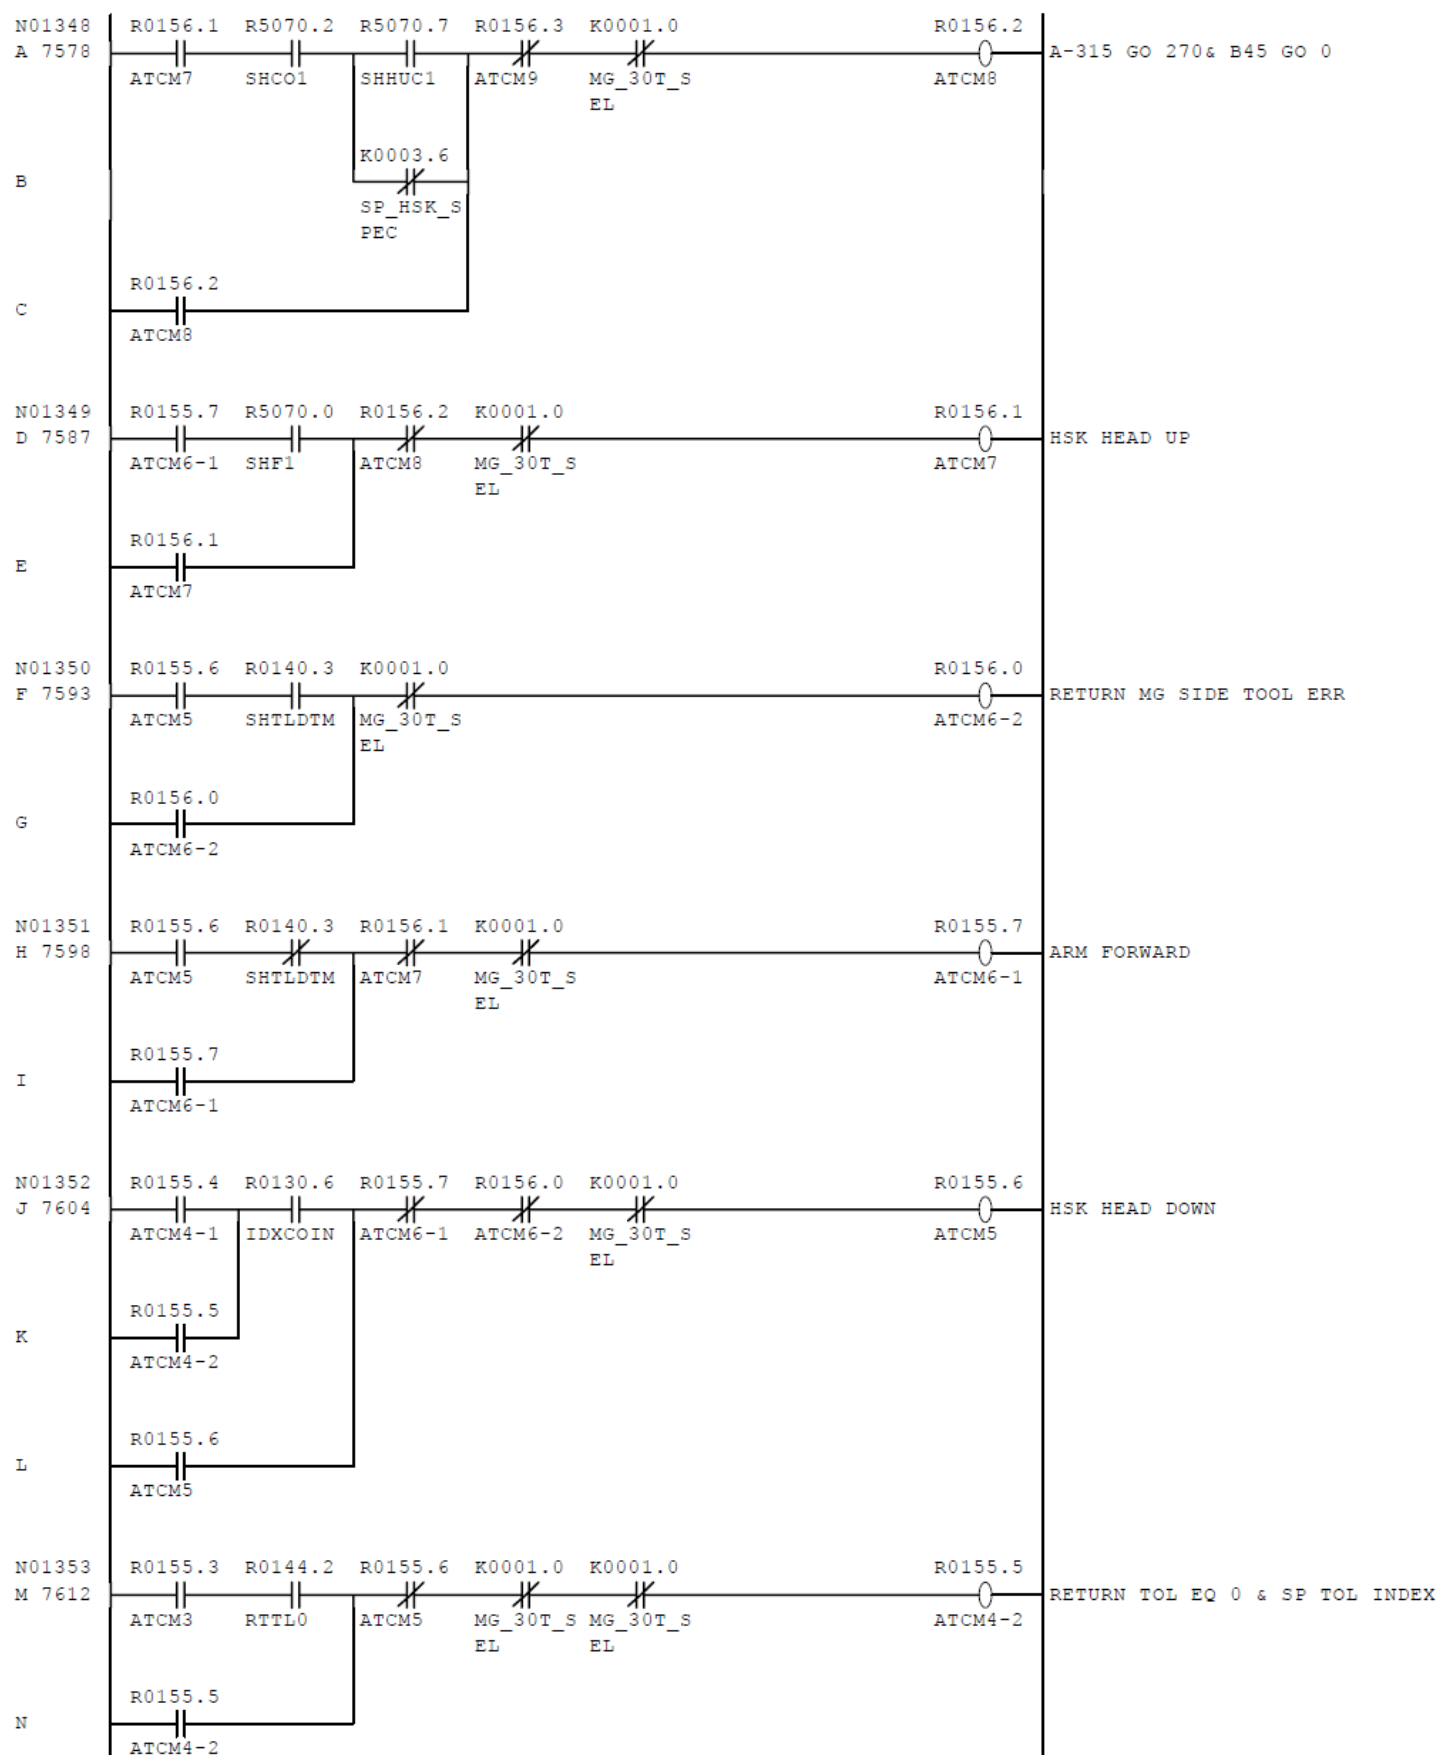 N01348 R0156.1 R5070.2 R5070.7 R0156.3 K0001.0 R0156.2
A 7578 A-315 GO 270& B45 GO 0
ATCM7 SHCO1 SHHUC1 ATCM9 MG_30T_S ATCM8
EL
K0003.6
B
SP_HSK_S
PEC
R0156.2
C
ATCM8
N01349 R0155.7 R5070.0 R0156.2 K0001.0 R0156.1
D 7587 HSK HEAD UP
ATCM6-1 SHF1 ATCM8 MG_30T_S ATCM7
EL
R0156.1
E
ATCM7
N01350 R0155.6 R0140.3 K0001.0 R0156.0
F 7593 RETURN MG SIDE TOOL ERR
ATCM5 SHTLDTM MG_30T_S ATCM6-2
EL
R0156.0
G
ATCM6-2
N01351 R0155.6 R0140.3 R0156.1 K0001.0 R0155.7
H 7598 ARM FORWARD
ATCM5 SHTLDTM ATCM7 MG_30T_S ATCM6-1
EL
R0155.7
I
ATCM6-1
N01352 R0155.4 R0130.6 R0155.7 R0156.0 K0001.0 R0155.6
J 7604 HSK HEAD DOWN
ATCM4-1 IDXCOIN ATCM6-1 ATCM6-2 MG_30T_S ATCM5
EL
R0155.5
K
ATCM4-2
R0155.6
L
ATCM5
N01353 R0155.3 R0144.2 R0155.6 K0001.0 K0001.0 R0155.5
M 7612 RETURN TOL EQ 0 & SP TOL INDEX
ATCM3 RTTL0 ATCM5 MG_30T_S MG_30T_S ATCM4-2
EL EL
R0155.5
N
ATCM4-2